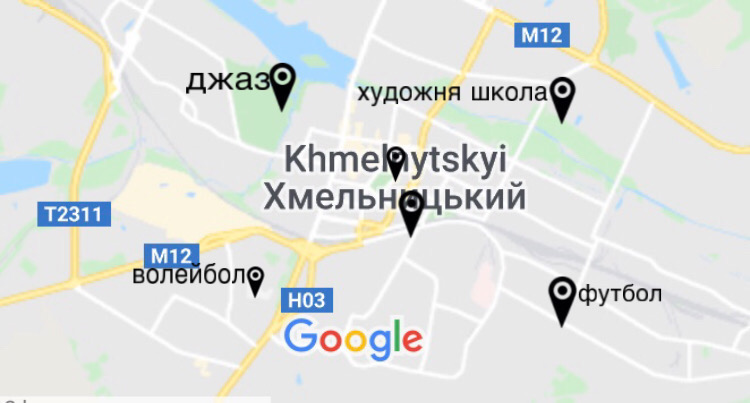 M12
джаз
художня школа
Khmelnytskyi
Хмельницький
T2311
M12
волейбол
H03
футбол
Google